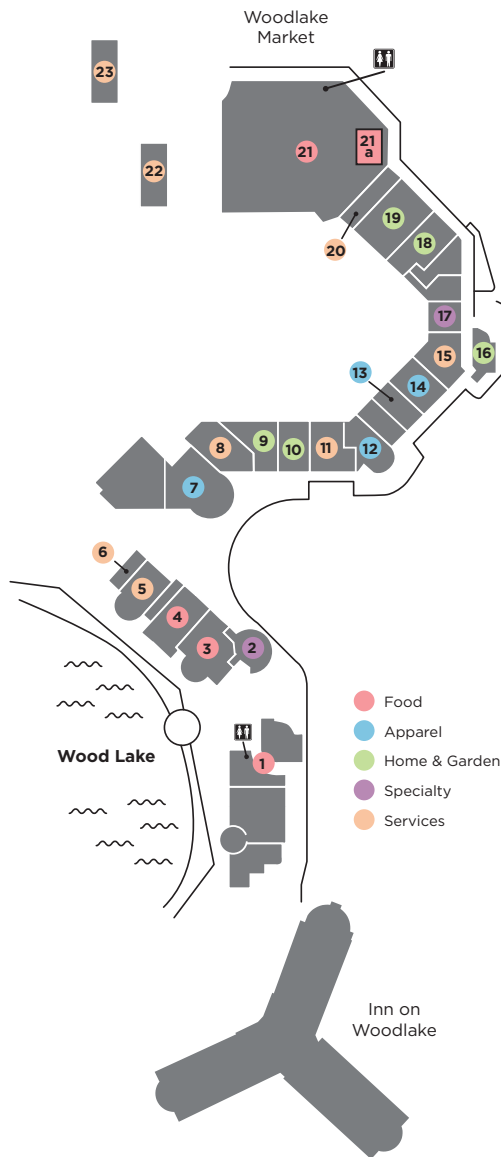 Woodlake
Market
23
21
21
a
22
19
18
20
17
16
15
13
14
9
8
10
11
12
7
6
5
4
3
2
Food
Apparel
Wood Lake
1
Home & Garden
Specialty
Services
Inn on
Woodlake